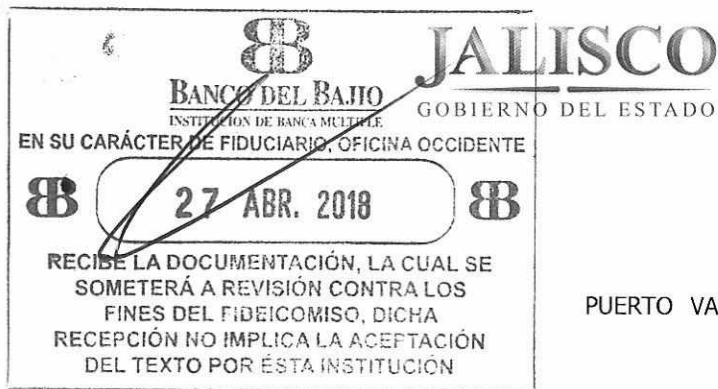 BANCO DEL BAJIO
INSTITUCIÓN DE BANCA MULTIPLE
EN SU CARÁCTER DE FIDUCIARIO, OFICINA OCCIDENTE
27 ABR. 2018
RECIBE LA DOCUMENTACIÓN, LA CUAL SE
SOMETERÁ A REVISIÓN CONTRA LOS
FINES DEL FIDEICOMISO, DICHA
RECEPCIÓN NO IMPLICA LA ACEPTACIÓN
DEL TEXTO POR ÉSTA INSTITUCIÓN
JALISCO
GOBIERNO DEL ESTADO
PUERTO VA